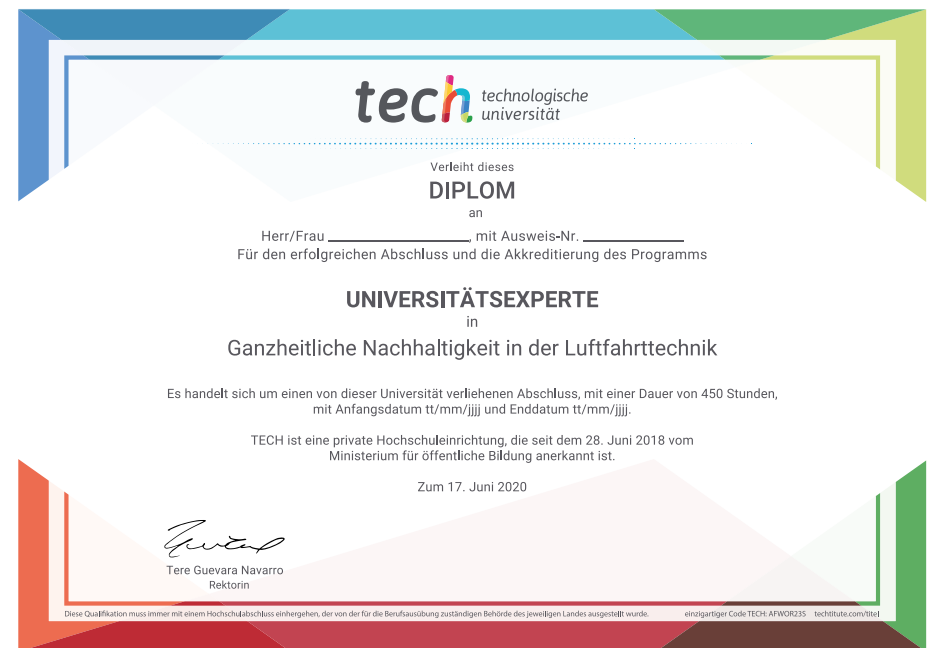 tech technologische
universität
Verleiht dieses
DIPLOM
an
Herr/Frau ____________, mit Ausweis-Nr. ____________
Für den erfolgreichen Abschluss und die Akkreditierung des Programms
UNIVERSITÄTSEXPERTE
in
Ganzheitliche Nachhaltigkeit in der Luftfahrttechnik
Es handelt sich um einen von dieser Universität verliehenen Abschluss, mit einer Dauer von 450 Stunden,
mit Anfangsdatum tt/mm/jjjj und Enddatum tt/mm/jjjj.
TECH ist eine private Hochschuleinrichtung, die seit dem 28. Juni 2018 vom
Ministerium für öffentliche Bildung anerkannt ist.
Zum 17. Juni 2020
Tere Guevara Navarro
Rektorin
Diese Qualifikation muss immer mit einem Hochschulabschluss einhergehen, der von der für die Berufsausübung zuständigen Behörde des jeweiligen Landes ausgestellt wurde. einzigartiger Code TECH: AFWOR23S techtitute.com/titel